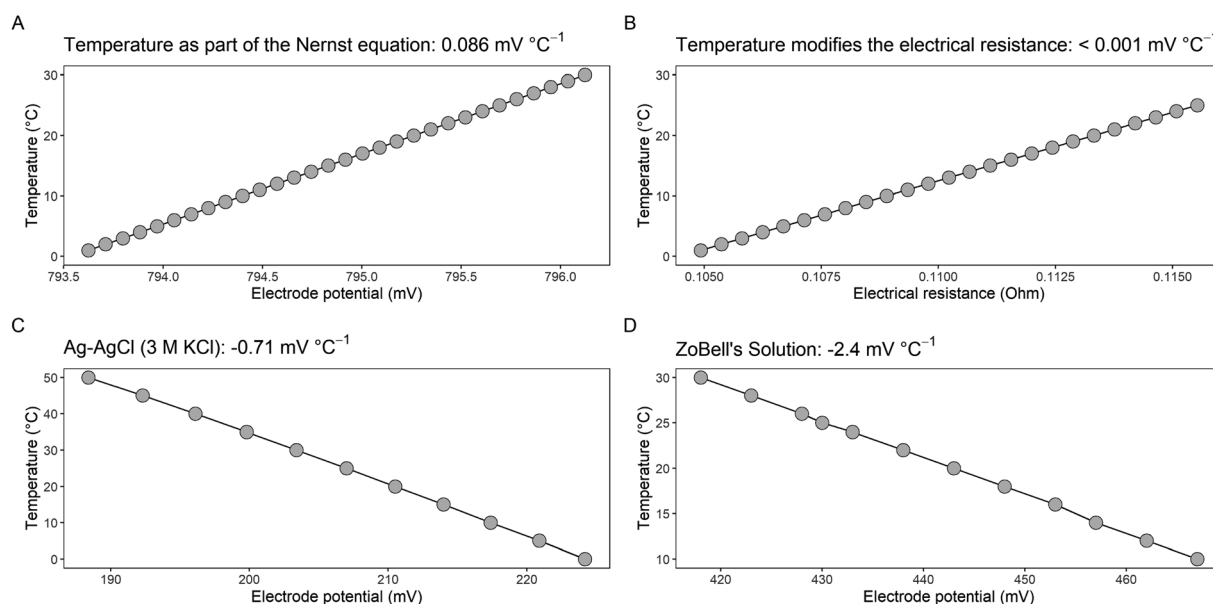 A
Temperature as part of the Nernst equation: 0.086 mV °C⁻¹
30
20
10
0
Temperature (°C)
793.5 794.0 794.5 795.0 795.5 796.0
Electrode potential (mV)
B
Temperature modifies the electrical resistance: < 0.001 mV °C⁻¹
30
20
10
0
Temperature (°C)
0.1050 0.1075 0.1100 0.1125 0.1150
Electrical resistance (Ohm)
C
Ag-AgCl (3 M KCl): -0.71 mV °C⁻¹
50
40
30
20
10
0
Temperature (°C)
190 200 210 220
Electrode potential (mV)
D
ZoBell's Solution: -2.4 mV °C⁻¹
30
25
20
15
10
Temperature (°C)
420 430 440 450 460
Electrode potential (mV)